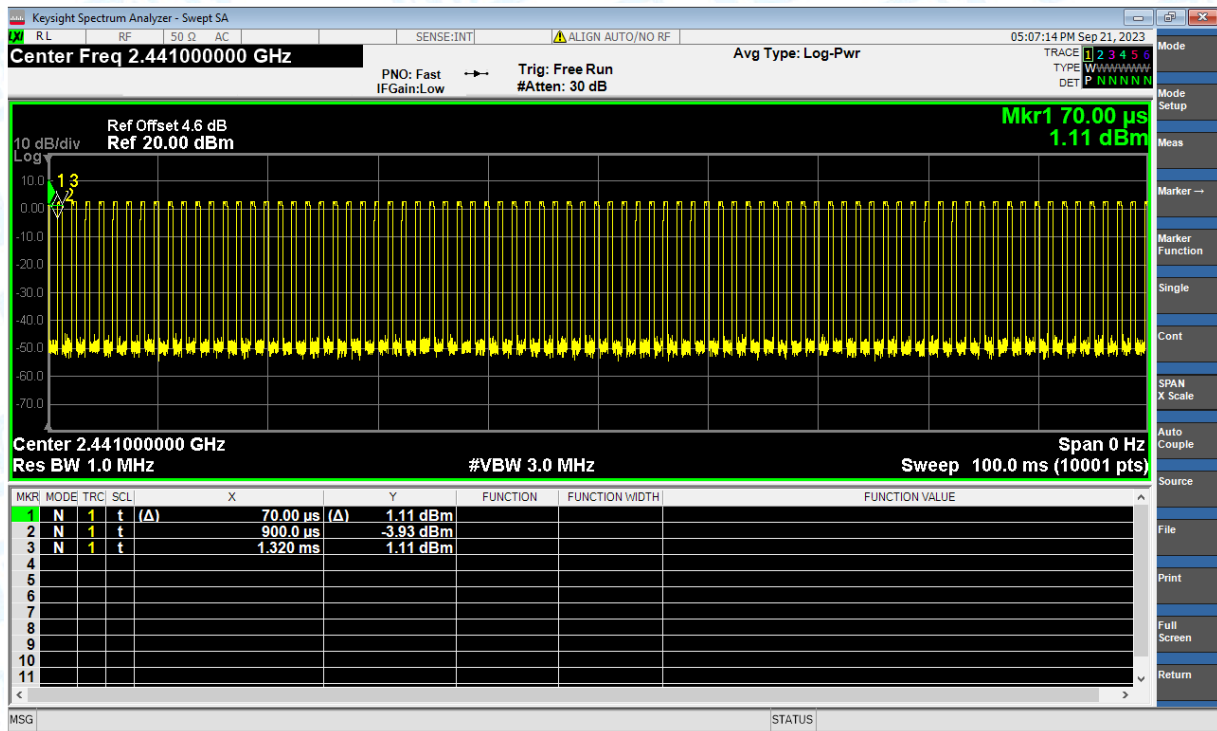 Keysight Spectrum Analyzer - Swept SA
LXI RL RF 50 Ω AC SENSE:INT ALIGN AUTO/NO RF 05:07:14 PM Sep 21, 2023
Center Freq 2.441000000 GHz
PNO: Fast
IFGain:Low
Trig: Free Run
#Atten: 30 dB
Avg Type: Log-Pwr
TRACE 1 2 3 4 5 6
TYPE WWWWWW
DET P N N N N N
Mkr1 70.00 µs
1.11 dBm
Ref Offset 4.6 dB
10 dB/div Ref 20.00 dBm
Log
1 3
2
10.0
0.00
-10.0
-20.0
-30.0
-40.0
-50.0
-60.0
-70.0
Center 2.441000000 GHz Span 0 Hz
Res BW 1.0 MHz #VBW 3.0 MHz Sweep 100.0 ms (10001 pts)
MKR MODE TRC SCL X Y FUNCTION FUNCTION WIDTH FUNCTION VALUE
1 N 1 t (Δ) 70.00 µs (Δ) 1.11 dBm
2 N 1 t 900.0 µs -3.93 dBm
3 N 1 t 1.320 ms 1.11 dBm
4
5
6
7
8
9
10
11
MSG STATUS
Mode
Mode
Setup
Meas
Marker →
Marker
Function
Single
Cont
SPAN
X Scale
Auto
Couple
Source
File
Print
Full
Screen
Return